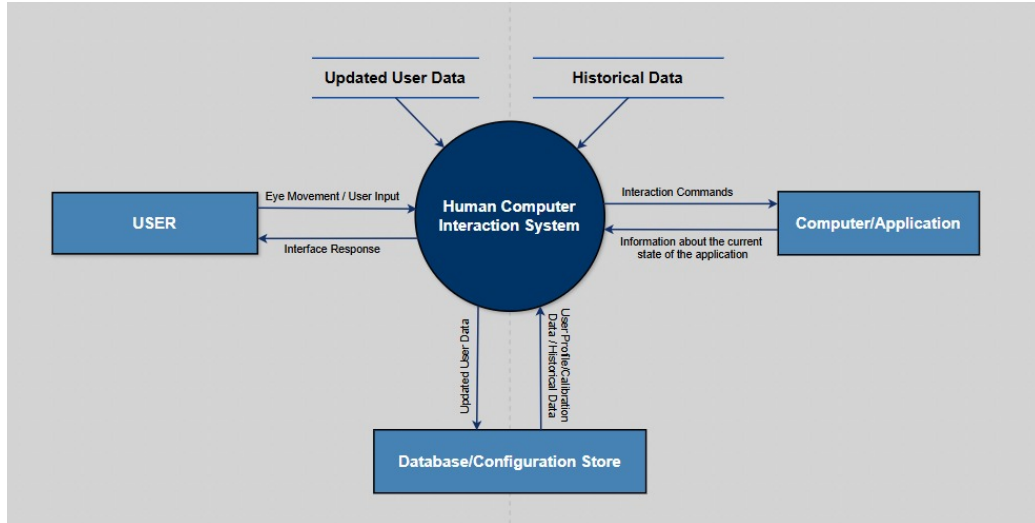 Updated User Data
Historical Data
Eye Movement / User Input
Interaction Commands
USER
Human Computer
Interaction System
Computer/Application
Interface Response
Information about the current
state of the application
Updated User Data
User Profile/Calibration
Data / Historical Data
Database/Configuration Store